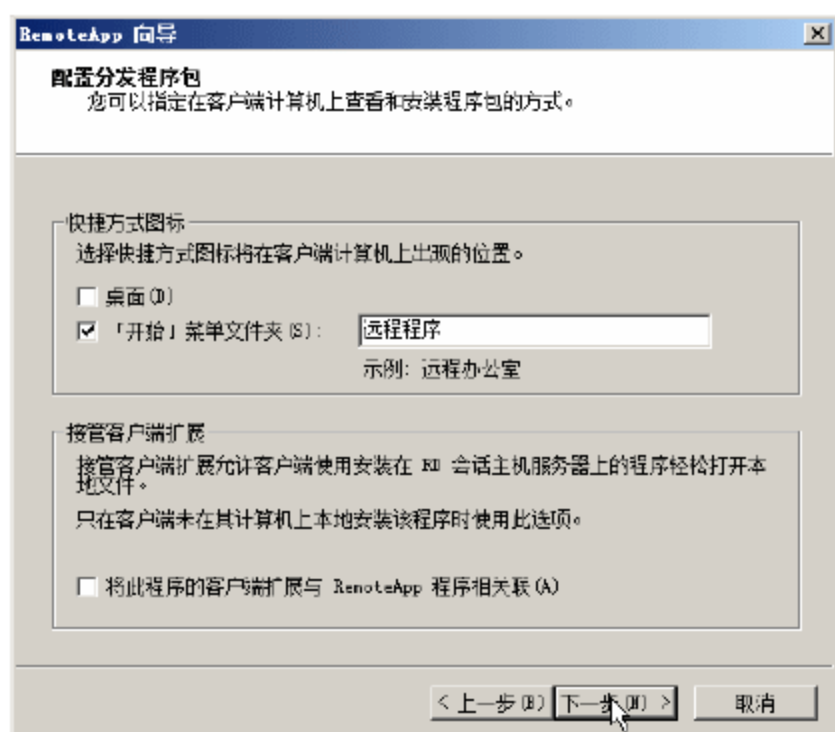 RemoteApp 向导
配置分发程序包
您可以指定在客户端计算机上查看和安装程序包的方式。
快捷方式图标
选择快捷方式图标将在客户端计算机上出现的位置。
桌面(D)
「开始」菜单文件夹(S):
远程程序
示例: 远程办公室
接管客户端扩展
接管客户端扩展允许客户端使用安装在 RD 会话主机服务器上的程序轻松打开本
地文件。
只在客户端未在其计算机上本地安装该程序时使用此选项。
将此程序的客户端扩展与 RemoteApp 程序相关联(A)
< 上一步(B) 下一步(N) > 取消